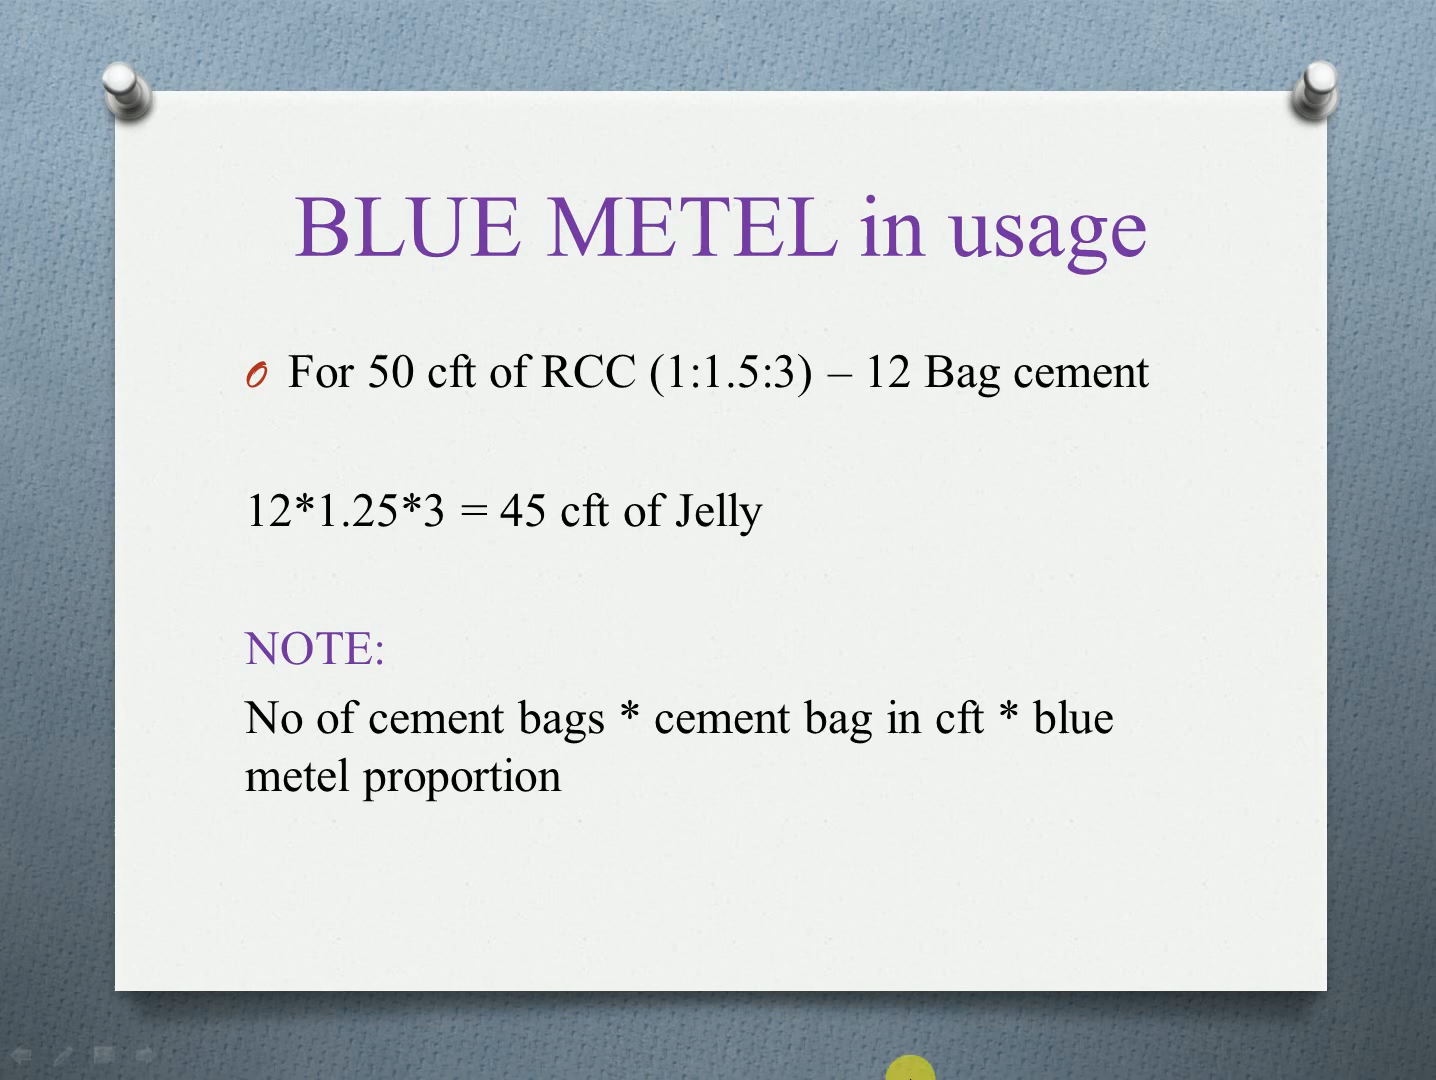 BLUE METEL in usage
For 50 cft of RCC (1:1.5:3) – 12 Bag cement
12*1.25*3 = 45 cft of Jelly
NOTE:
No of cement bags * cement bag in cft * blue
metel proportion